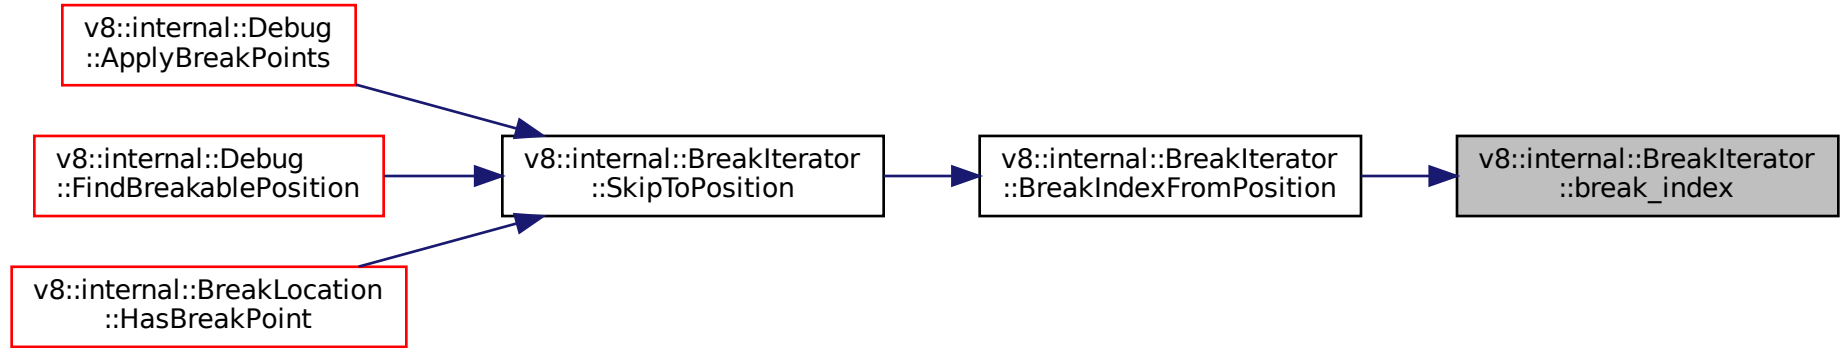 v8::internal::Debug
::ApplyBreakPoints
v8::internal::Debug
::FindBreakablePosition
v8::internal::BreakLocation
::HasBreakPoint
v8::internal::BreakIterator
::SkipToPosition
v8::internal::BreakIterator
::BreakIndexFromPosition
v8::internal::BreakIterator
::break_index